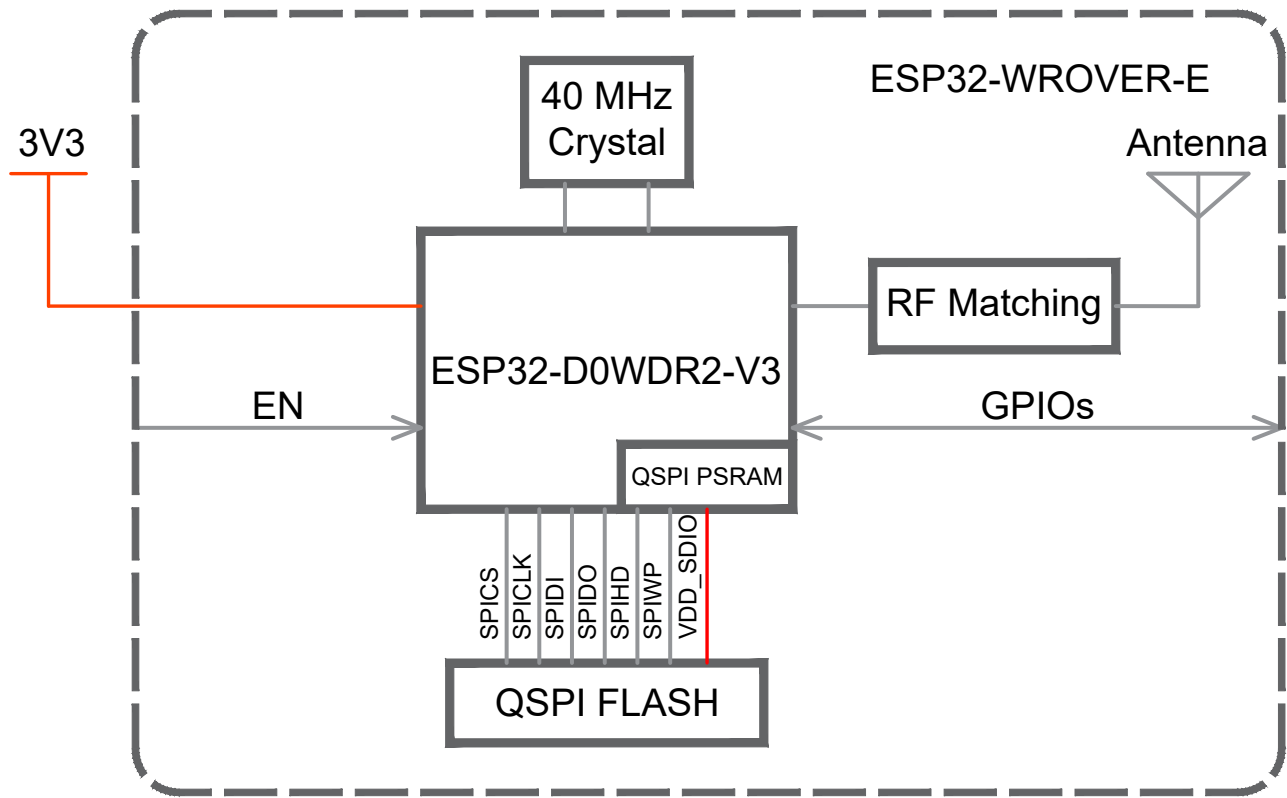 ESP32-WROVER-E
40 MHz
Crystal
3V3
Antenna
RF Matching
ESP32-D0WDR2-V3
EN
GPIOs
QSPI PSRAM
SPICS
SPICLK
SPIDI
SPIDO
SPIHD
SPIWP
VDD_SDIO
QSPI FLASH